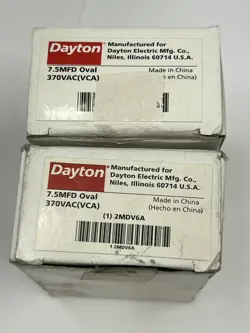 Dayton
Manufactured for
Dayton Electric Mfg. Co.,
Niles, Illinois 60714 U.S.A.
7.5MFD Oval
370VAC(VCA)
Made in China
(Hecho en China)
Dayton
Manufactured for
Dayton Electric Mfg. Co.,
Niles, Illinois 60714 U.S.A.
7.5MFD Oval
370VAC(VCA)
Made in China
(Hecho en China)
(1) 2MDV6A
1 2MDV6A